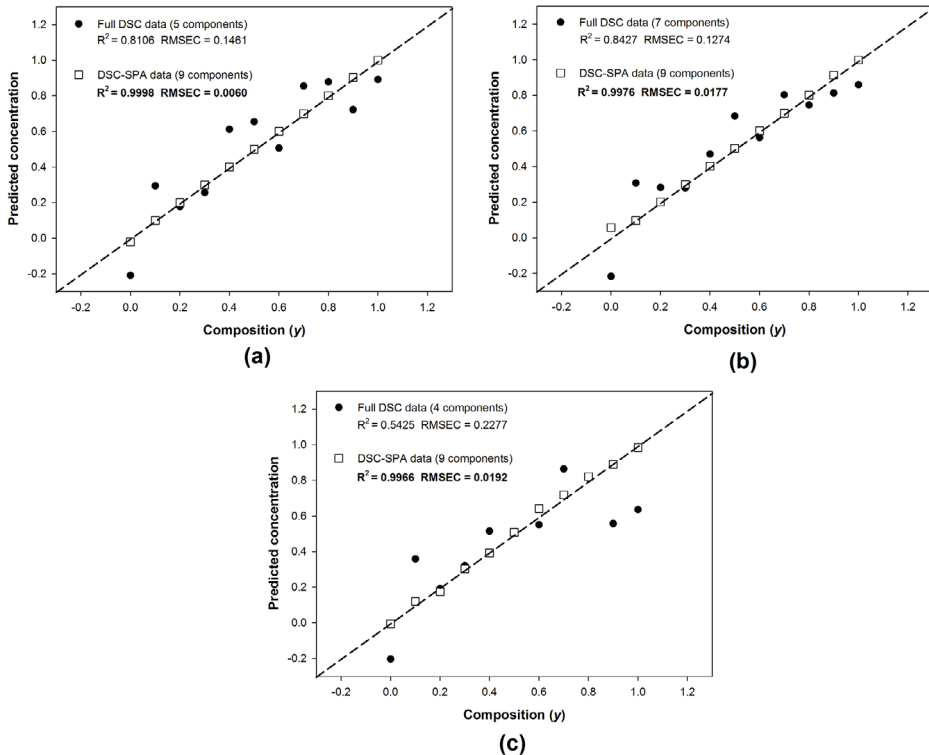 Full DSC data (5 components)
R² = 0.8106 RMSEC = 0.1461
DSC-SPA data (9 components)
R² = 0.9998 RMSEC = 0.0060
Predicted concentration
1.2
1.0
0.8
0.6
0.4
0.2
0.0
-0.2
-0.2 0.0 0.2 0.4 0.6 0.8 1.0 1.2
Composition (y)
(a)
Full DSC data (7 components)
R² = 0.8427 RMSEC = 0.1274
DSC-SPA data (9 components)
R² = 0.9976 RMSEC = 0.0177
Predicted concentration
1.2
1.0
0.8
0.6
0.4
0.2
0.0
-0.2
-0.2 0.0 0.2 0.4 0.6 0.8 1.0 1.2
Composition (y)
(b)
Full DSC data (4 components)
R² = 0.5425 RMSEC = 0.2277
DSC-SPA data (9 components)
R² = 0.9966 RMSEC = 0.0192
Predicted concentration
1.2
1.0
0.8
0.6
0.4
0.2
0.0
-0.2
-0.2 0.0 0.2 0.4 0.6 0.8 1.0 1.2
Composition (y)
(c)